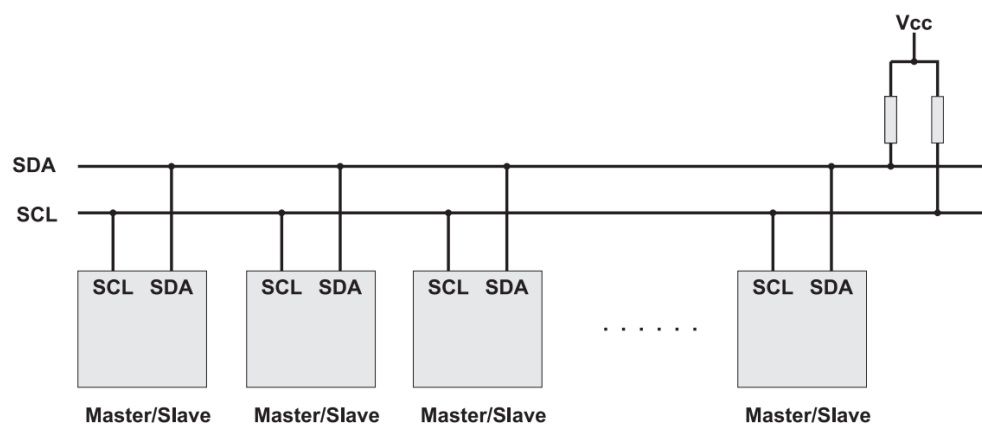 Vcc
SDA
SCL
SCL SDA SCL SDA SCL SDA SCL SDA
. . . . . .
Master/Slave Master/Slave Master/Slave Master/Slave